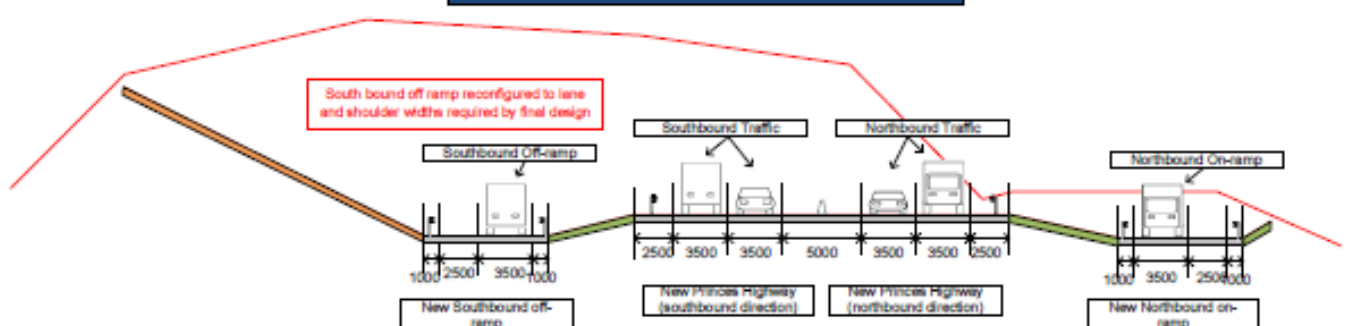 South bound off ramp reconfigured to lane
and shoulder widths required by final design
Southbound Traffic
Northbound Traffic
Southbound Off-ramp
Northbound On-ramp
1000 2500 3500 1000
2500 3500 3500 5000 3500 3500 2500
1000 3500 2500 1000
New Southbound off-
ramp
New Princes Highway
(southbound direction)
New Princes Highway
(northbound direction)
New Northbound on-
ramp